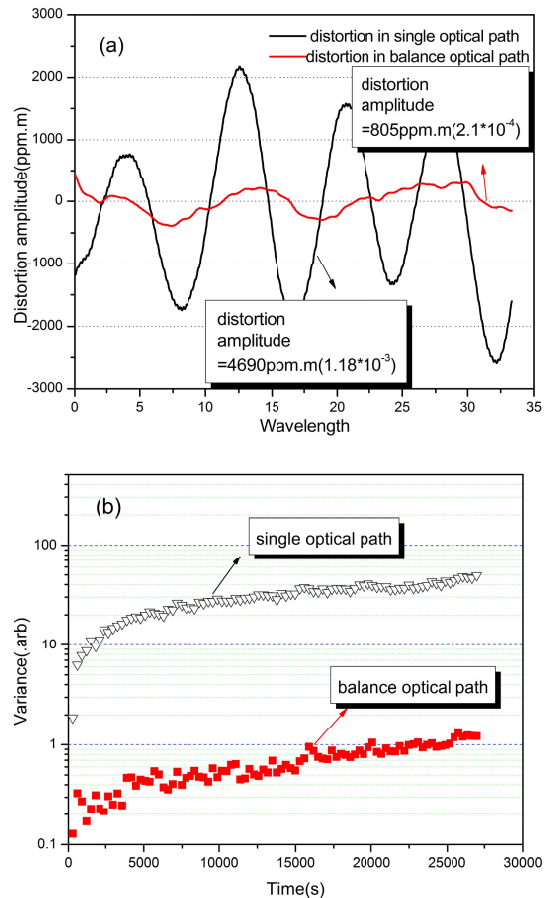 3000
2000
1000
0
1000
-2000
-3000
Distortion amplitude(ppm.m)
(a)
distortion in single optical path
distortion in balance optical path
distortion
amplitude
=805ppm.m(2.1*10-4)
distortion
amplitude
=4690ppm.m(1.18*10-3)
0 5 10 15 20 25 30 35
Wavelength
(b)
100
10
1
0.1
Variance(.arb)
single optical path
balance optical path
0 5000 10000 15000 20000 25000 30000
Time(s)